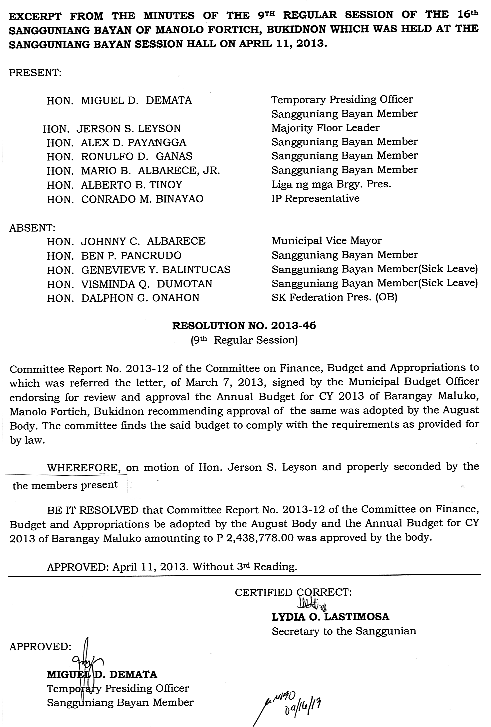 EXCERPT FROM THE MINUTES OF THE 9TH REGULAR SESSION OF THE 16th
SANGGUNIANG BAYAN OF MANOLO FORTICH, BUKIDNON WHICH WAS HELD AT THE
SANGGUNIANG BAYAN SESSION HALL ON APRIL 11, 2013.
PRESENT:
HON. MIGUEL D. DEMATA Temporary Presiding Officer
Sangguniang Bayan Member
HON. JERSON S. LEYSON Majority Floor Leader
HON. ALEX D. PAYANGGA Sangguniang Bayan Member
HON. RONULFO D. GANAS Sangguniang Bayan Member
HON. MARIO B. ALBARECE, JR. Sangguniang Bayan Member
HON. ALBERTO B. TINOY Liga ng mga Brgy. Pres.
HON. CONRADO M. BINAYAO IP Representative
ABSENT:
HON. JOHNNY C. ALBARECE Municipal Vice Mayor
HON. BEN P. PANCRUDO Sangguniang Bayan Member
HON. GENEVIEVE Y. BALINTUCAS Sangguniang Bayan Member(Sick Leave)
HON. VISMINDA Q. DUMOTAN Sangguniang Bayan Member(Sick Leave)
HON. DALPHON G. ONAHON SK Federation Pres. (OB)
RESOLUTION NO. 2013-46
(9th Regular Session)
Committee Report No. 2013-12 of the Committee on Finance, Budget and Appropriations to
which was referred the letter, of March 7, 2013, signed by the Municipal Budget Officer
endorsing for review and approval the Annual Budget for CY 2013 of Barangay Maluko,
Manolo Fortich, Bukidnon recommending approval of the same was adopted by the August
Body. The committee finds the said budget to comply with the requirements as provided for
by law.
WHEREFORE, on motion of Hon. Jerson S. Leyson and properly seconded by the
the members present
BE IT RESOLVED that Committee Report No. 2013-12 of the Committee on Finance,
Budget and Appropriations be adopted by the August Body and the Annual Budget for CY
2013 of Barangay Maluko amounting to P 2,438,778.00 was approved by the body.
APPROVED: April 11, 2013. Without 3rd Reading.
CERTIFIED CORRECT:
LYDIA O. LASTIMOSA
Secretary to the Sanggunian
APPROVED:
MIGUEL D. DEMATA
Temporary Presiding Officer
Sangguniang Bayan Member